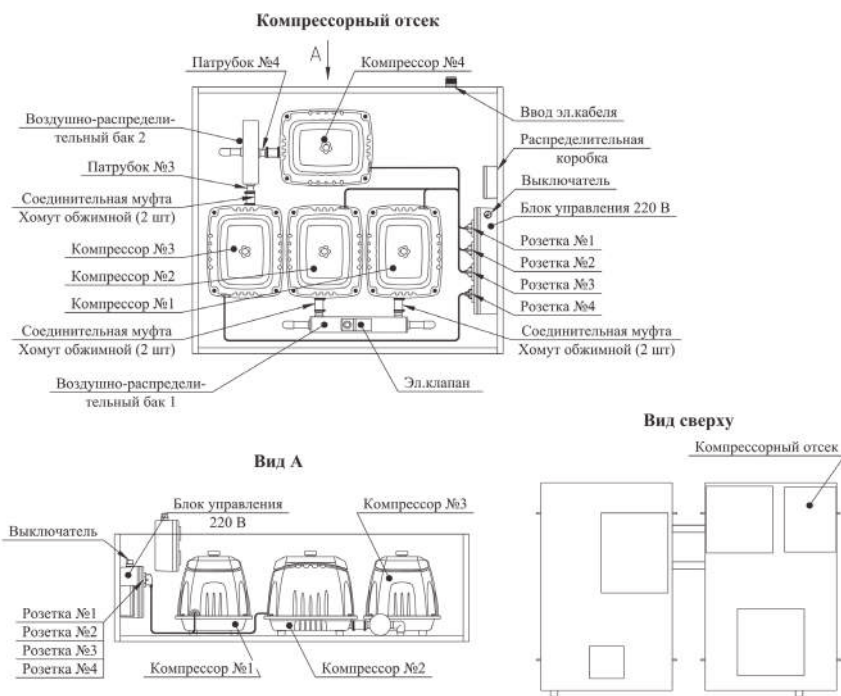 Компрессорный отсек
А
Патрубок №4
Компрессор №4
Воздушно-распредели-
тельный бак 2
Ввод эл.кабеля
Распределительная
коробка
Патрубок №3
Выключатель
Соединительная муфта
Хомут обжимной (2 шт)
Блок управления 220 В
Компрессор №3
Розетка №1
Компрессор №2
Розетка №2
Компрессор №1
Розетка №3
Розетка №4
Соединительная муфта
Хомут обжимной (2 шт)
Соединительная муфта
Хомут обжимной (2 шт)
Воздушно-распредели-
тельный бак 1
Эл.клапан
Вид сверху
Компрессорный отсек
Вид А
Блок управления
220 В
Компрессор №3
Выключатель
Розетка №1
Розетка №2
Розетка №3
Розетка №4
Компрессор №1
Компрессор №2